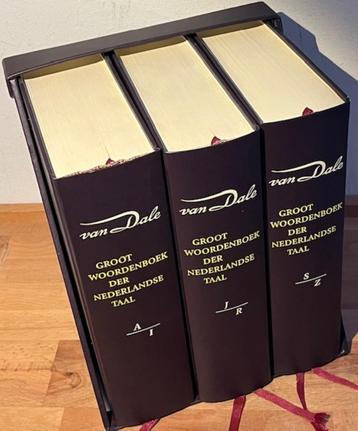 van Dale
GROOT
WOORDENBOEK
DER
NEDERLANDSE
TAAL
A/I
van Dale
GROOT
WOORDENBOEK
DER
NEDERLANDSE
TAAL
J/R
van Dale
GROOT
WOORDENBOEK
DER
NEDERLANDSE
TAAL
S/Z